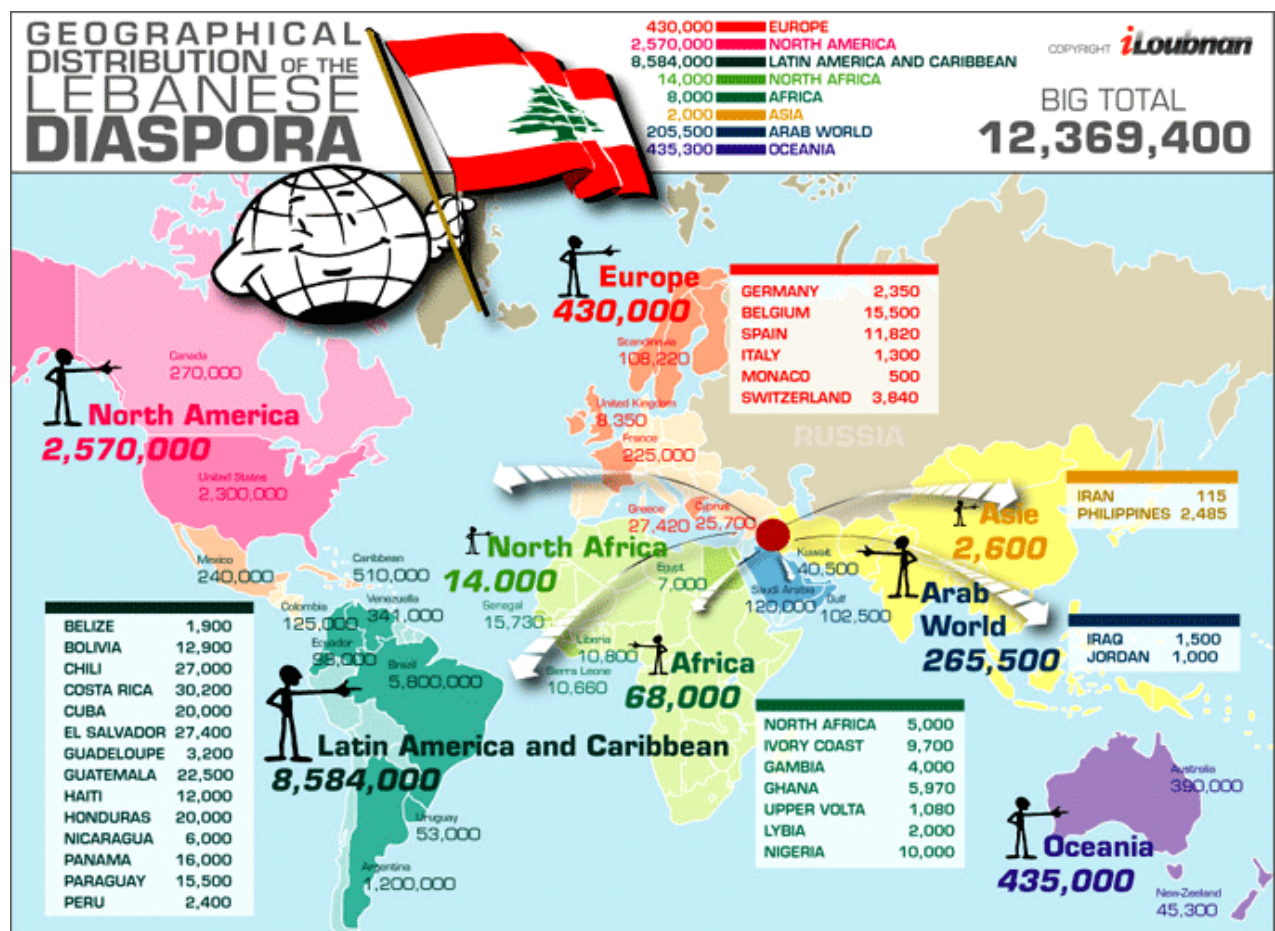 GEOGRAPHICAL
DISTRIBUTION OF THE
LEBANESE
DIASPORA
430,000 EUROPE
2,570,000 NORTH AMERICA
8,584,000 LATIN AMERICA AND CARIBBEAN
14,000 NORTH AFRICA
8,000 AFRICA
2,000 ASIA
205,500 ARAB WORLD
435,300 OCEANIA
COPYRIGHT iLoubnan
BIG TOTAL
12,369,400
Europe
430,000
GERMANY 2,350
BELGIUM 15,500
SPAIN 11,820
ITALY 1,300
MONACO 500
SWITZERLAND 3,840
Scandinavia
108,220
United Kingdom
8,350
France
225,000
Greece
27,420
Cyprus
25,700
RUSSIA
Canada
270,000
North America
2,570,000
United States
2,300,000
Mexico
240,000
Caribbean
510,000
Asie
2,600
IRAN 115
PHILIPPINES 2,485
North Africa
14.000
Egypt
7,000
Kuwait
40,500
Saudi Arabia
120,000
Gulf
102,500
Arab
World
265,500
IRAQ 1,500
JORDAN 1,000
Senegal
15,730
Liberia
10,800
Sierra Leone
10,660
Africa
68,000
NORTH AFRICA 5,000
IVORY COAST 9,700
GAMBIA 4,000
GHANA 5,970
UPPER VOLTA 1,080
LYBIA 2,000
NIGERIA 10,000
Colombia
125,000
Venezuella
341,000
Ecuador
98,000
Brazil
5,800,000
Latin America and Caribbean
8,584,000
Uruguay
53,000
Argentina
1,200,000
BELIZE 1,900
BOLIVIA 12,900
CHILI 27,000
COSTA RICA 30,200
CUBA 20,000
EL SALVADOR 27,400
GUADELOUPE 3,200
GUATEMALA 22,500
HAITI 12,000
HONDURAS 20,000
NICARAGUA 6,000
PANAMA 16,000
PARAGUAY 15,500
PERU 2,400
Australia
390,000
Oceania
435,000
New-Zeeland
45,300